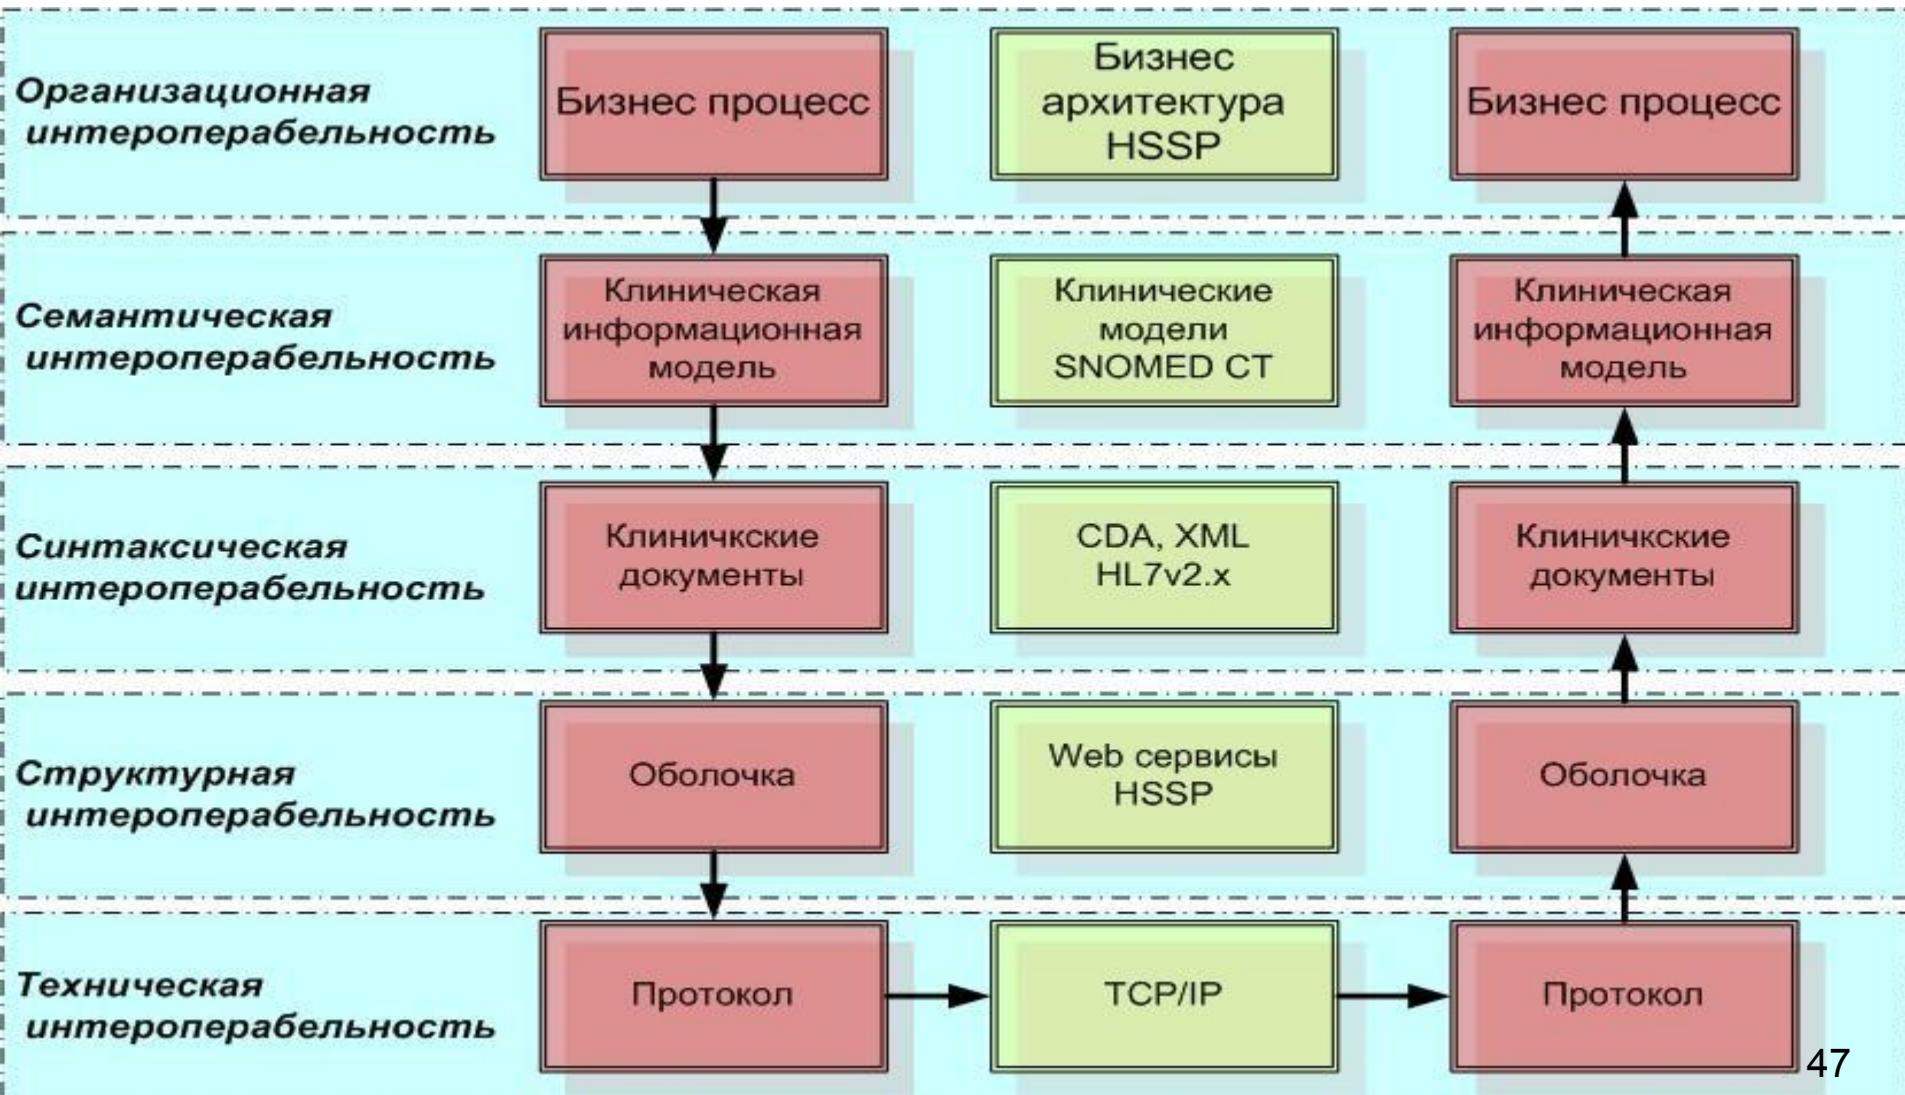 Организационная
интероперабельность
Бизнес процесс
Бизнес
архитектура
HSSP
Бизнес процесс
Семантическая
интероперабельность
Клиническая
информационная
модель
Клинические
модели
SNOMED CT
Клиническая
информационная
модель
Синтаксическая
интероперабельность
Клиничкские
документы
CDA, XML
HL7v2.x
Клиничкские
документы
Структурная
интероперабельность
Оболочка
Web сервисы
HSSP
Оболочка
Техническая
интероперабельность
Протокол
TCP/IP
Протокол
47